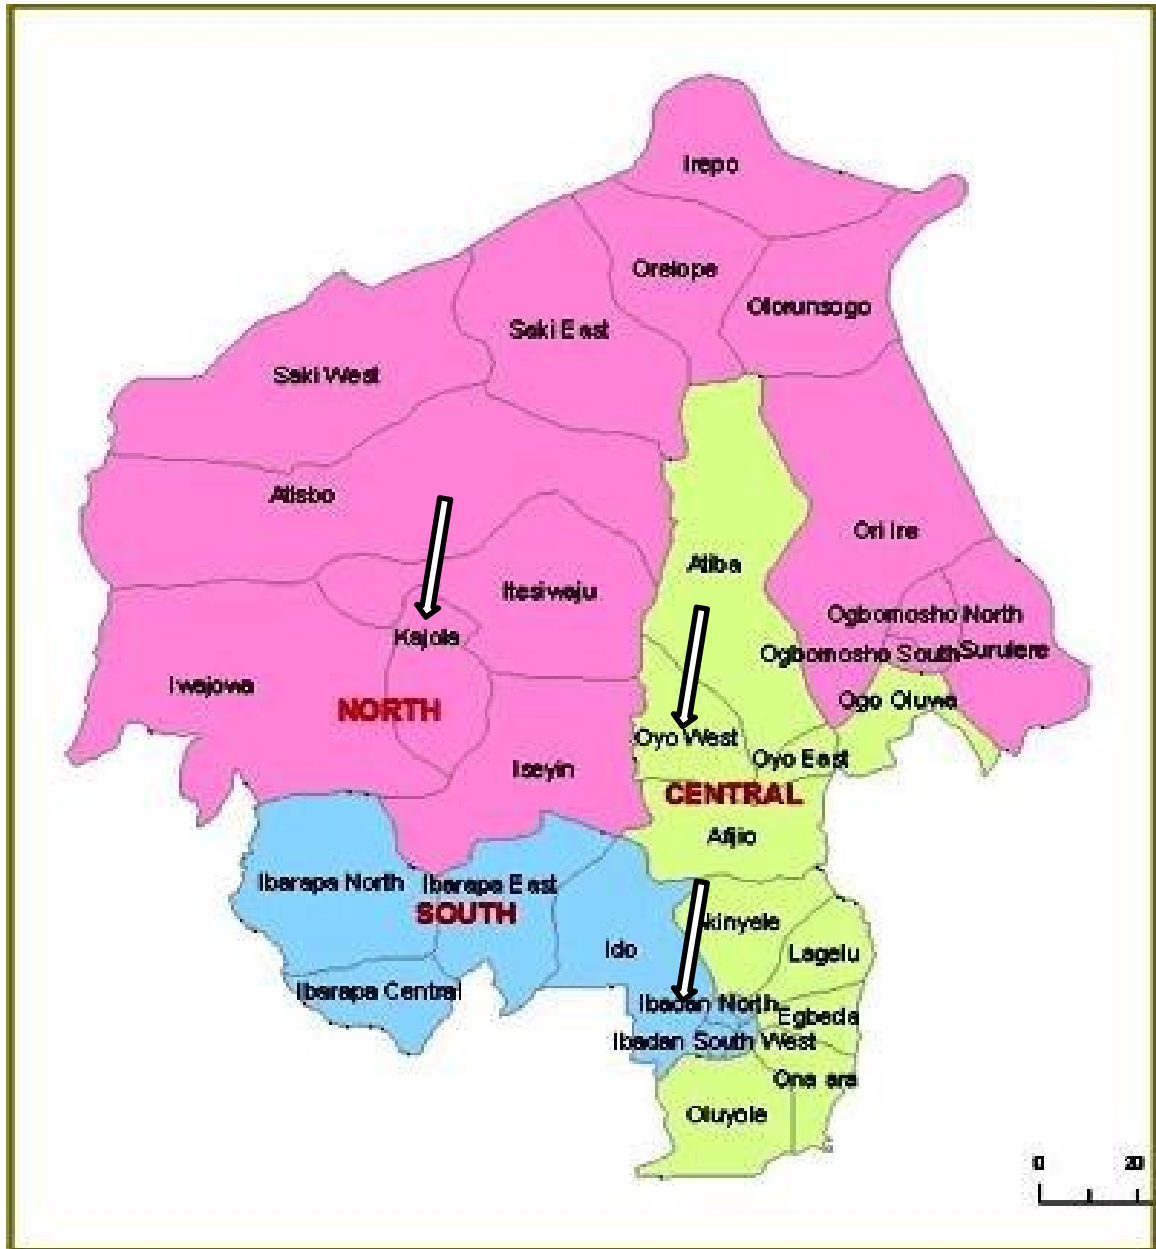 Irepo
Orelope
Olorunsogo
Saki East
Saki West
Atisbo
Ori Ire
Atiba
Itesiwaju
Ogbomosho North
Kajola
Ogbomosho South
Surulere
Iwajowa
Ogo Oluwa
NORTH
Oyo West
Oyo East
Iseyin
CENTRAL
Afijio
Ibarapa North
Ibarapa East
SOUTH
kinyele
Ido
Lagelu
Ibarapa Central
Ibadan North
Egbeda
Ibadan South West
Ona ara
Oluyole
0 20